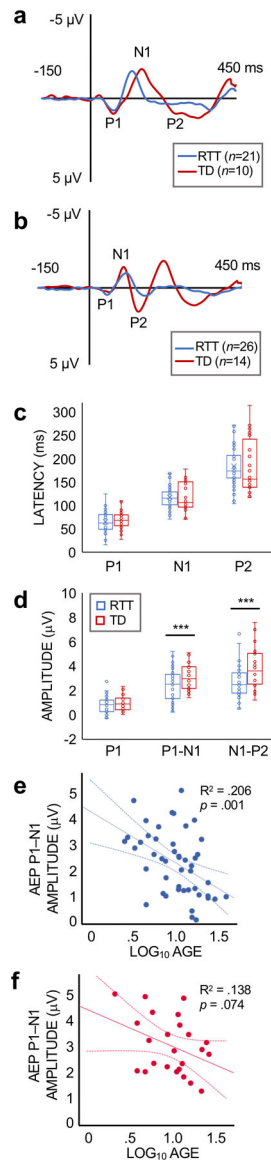 a
-5 µV
N1
-150
450 ms
P1
P2
5 µV
RTT (n=21)
TD (n=10)
b
-5 µV
N1
-150
450 ms
P1
P2
5 µV
RTT (n=26)
TD (n=14)
c
LATENCY (ms)
300
250
200
150
100
50
0
P1
N1
P2
d
AMPLITUDE (µV)
10
8
6
4
2
0
-2
RTT
TD
***
***
P1
P1-N1
N1-P2
e
AEP P1–N1
AMPLITUDE (µV)
5
4
3
2
1
0
R² = .206
p = .001
0
.5
1.0
1.5
LOG₁₀ AGE
f
AEP P1–N1
AMPLITUDE (µV)
5
4
3
2
1
0
R² = .138
p = .074
0
.5
1.0
1.5
LOG₁₀ AGE